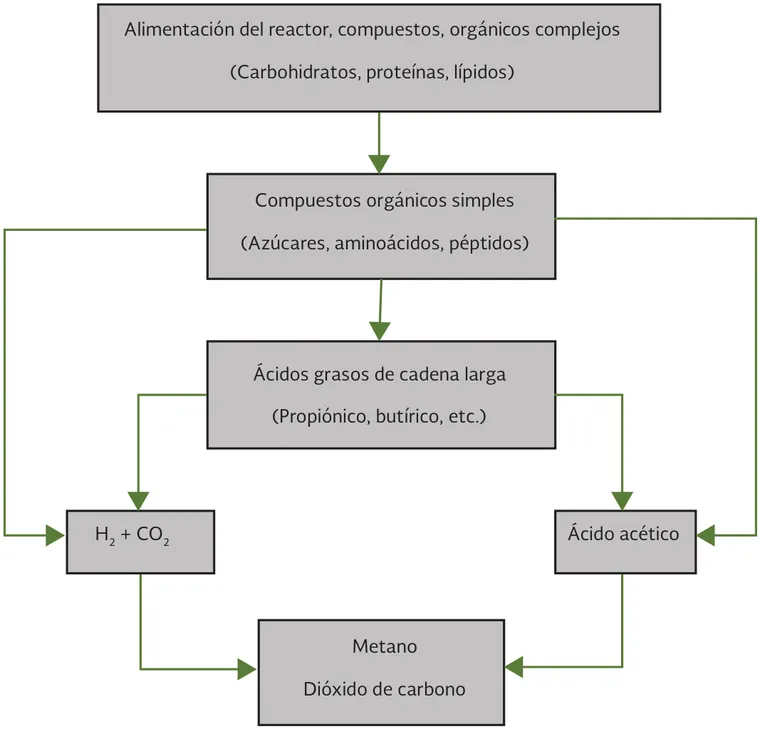 Alimentación del reactor, compuestos, orgánicos complejos
(Carbohidratos, proteínas, lípidos)
Compuestos orgánicos simples
(Azúcares, aminoácidos, péptidos)
Ácidos grasos de cadena larga
(Propiónico, butírico, etc.)
H₂ + CO₂
Ácido acético
Metano
Dióxido de carbono